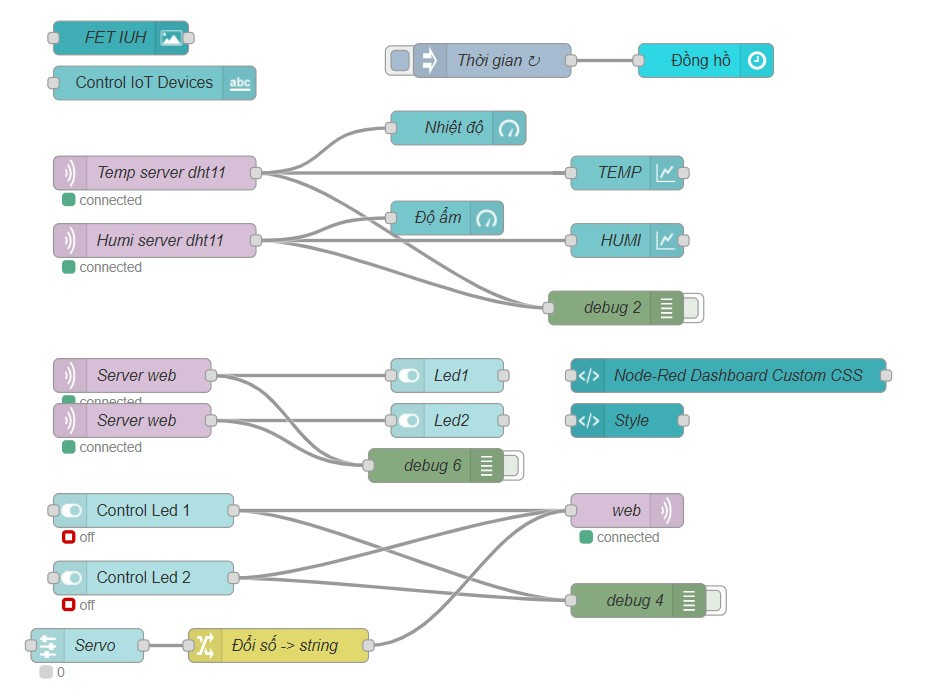 FET IUH
Thời gian ↻
Đồng hồ
Control IoT Devices
abc
Nhiệt độ
Temp server dht11
TEMP
connected
Độ ẩm
Humi server dht11
HUMI
connected
debug 2
Server web
Led1
Node-Red Dashboard Custom CSS
connected
Server web
Led2
Style
connected
debug 6
Control Led 1
web
off
connected
Control Led 2
debug 4
off
Servo
Đổi số -> string
0